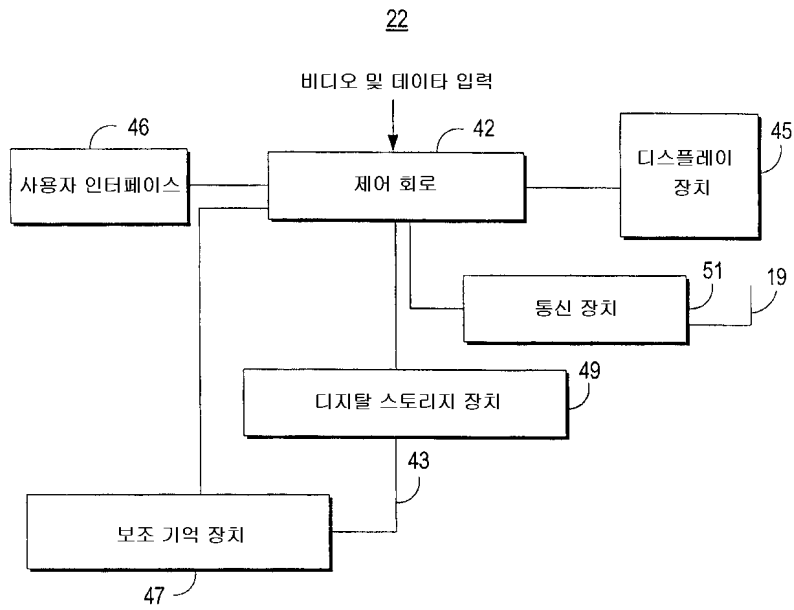 22
비디오 및 데이타 입력
46
42
45
사용자 인터페이스
제어 회로
디스플레이
장치
51
19
통신 장치
49
디지탈 스토리지 장치
43
보조 기억 장치
47